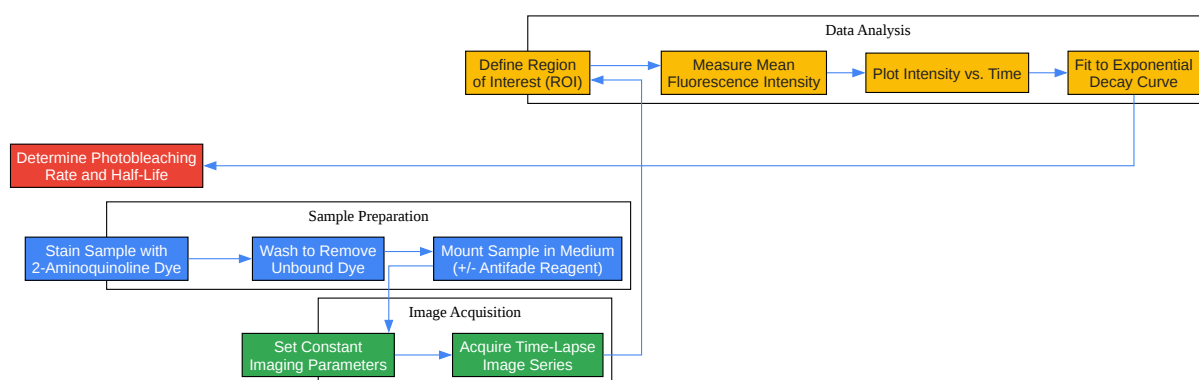 Data Analysis
Define Region
of Interest (ROI)
Measure Mean
Fluorescence Intensity
Plot Intensity vs. Time
Fit to Exponential
Decay Curve
Determine Photobleaching
Rate and Half-Life
Sample Preparation
Stain Sample with
2-Aminoquinoline Dye
Wash to Remove
Unbound Dye
Mount Sample in Medium
(+/- Antifade Reagent)
Image Acquisition
Set Constant
Imaging Parameters
Acquire Time-Lapse
Image Series